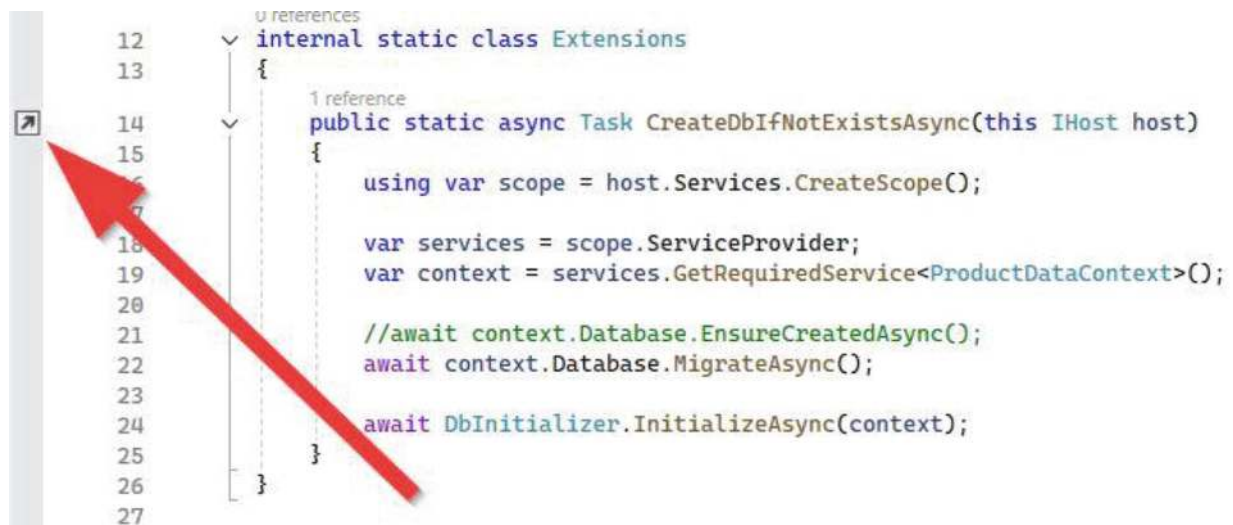 0 references
12 internal static class Extensions
13 {
1 reference
14 public static async Task CreateDbIfNotExistsAsync(this IHost host)
15 {
using var scope = host.Services.CreateScope();
18 var services = scope.ServiceProvider;
19 var context = services.GetRequiredService<ProductDataContext>();
20
21 //await context.Database.EnsureCreatedAsync();
22 await context.Database.MigrateAsync();
23
24 await DbInitializer.InitializeAsync(context);
25 }
26 }
27